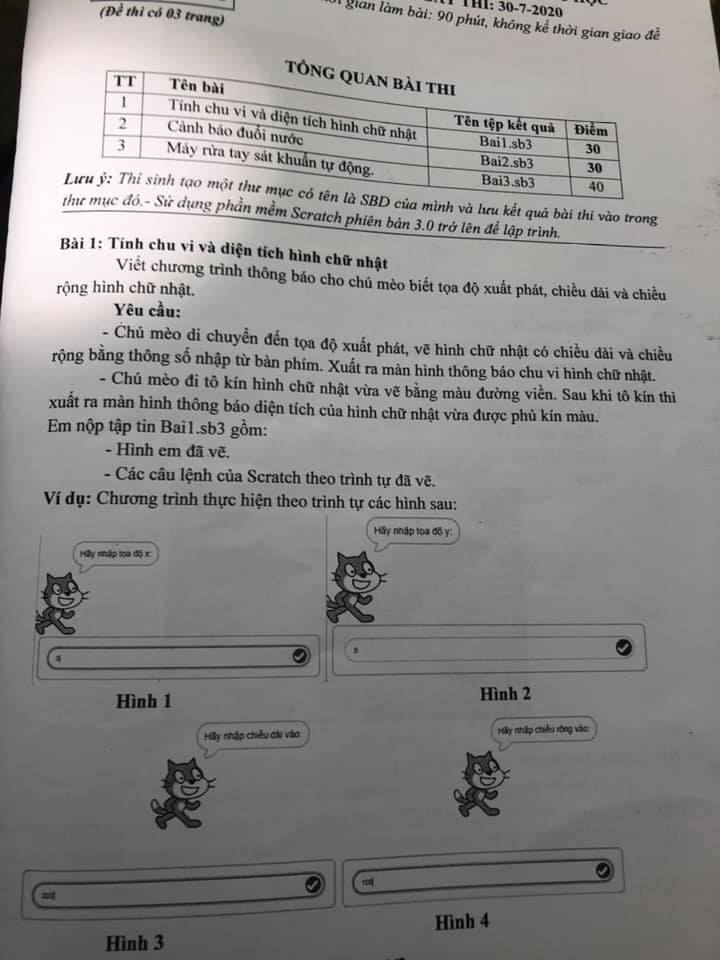 (Đề thi có 03 trang)
THI: 30-7-2020
gian làm bài: 90 phút, không kể thời gian giao đề
TỔNG QUAN BÀI THI
TT Tên bài Tên tệp kết quả Điểm
1 Tính chu vi và diện tích hình chữ nhật Bai1.sb3 30
2 Cảnh báo đuối nước Bai2.sb3 30
3 Máy rửa tay sát khuẩn tự động. Bai3.sb3 40
Lưu ý: Thí sinh tạo một thư mục có tên là SBD của mình và lưu kết quả bài thi vào trong
thư mục đó.- Sử dụng phần mềm Scratch phiên bản 3.0 trở lên để lập trình.
Bài 1: Tính chu vi và diện tích hình chữ nhật
Viết chương trình thông báo cho chú mèo biết tọa độ xuất phát, chiều dài và chiều
rộng hình chữ nhật.
Yêu cầu:
- Chú mèo di chuyển đến tọa độ xuất phát, vẽ hình chữ nhật có chiều dài và chiều
rộng bằng thông số nhập từ bàn phím. Xuất ra màn hình thông báo chu vi hình chữ nhật.
- Chú mèo đi tô kín hình chữ nhật vừa vẽ bằng màu đường viền. Sau khi tô kín thì
xuất ra màn hình thông báo diện tích của hình chữ nhật vừa được phủ kín màu.
Em nộp tập tin Bai1.sb3 gồm:
- Hình em đã vẽ.
- Các câu lệnh của Scratch theo trình tự đã vẽ.
Ví dụ: Chương trình thực hiện theo trình tự các hình sau:
Hãy nhập tọa độ x:
Hãy nhập tọa độ y:
Hình 1
Hình 2
Hãy nhập chiều dài vào:
Hãy nhập chiều rộng vào:
Hình 3
Hình 4